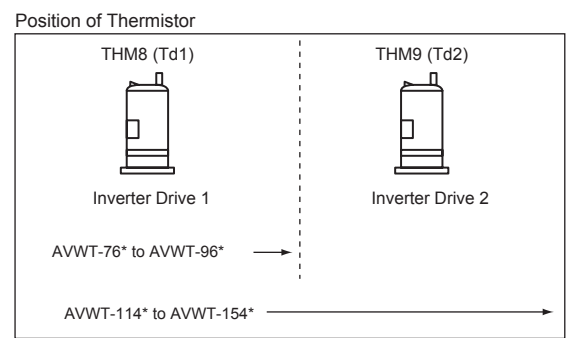 Position of Thermistor
THM8 (Td1)
THM9 (Td2)
Inverter Drive 1
Inverter Drive 2
AVWT-76* to AVWT-96*
AVWT-114* to AVWT-154*